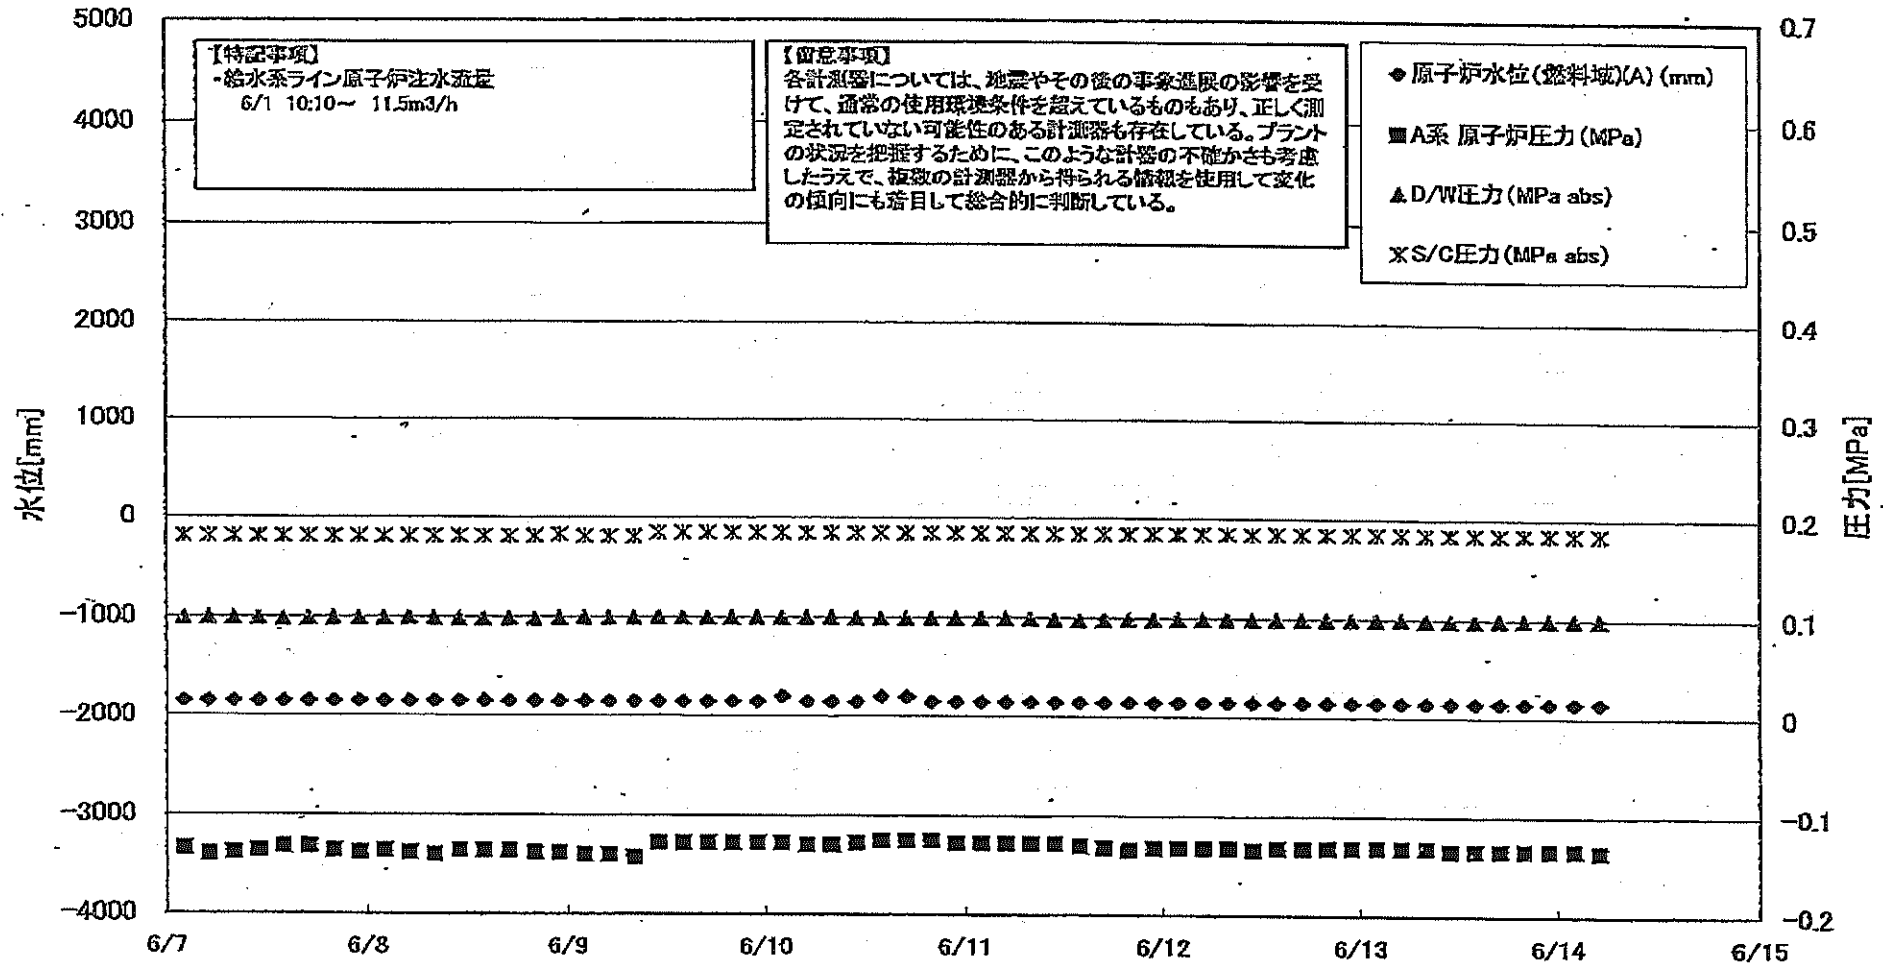 【特記事項】
・給水系ライン原子炉注水流量
6/1 10:10～ 11.5m3/h
【留意事項】
各計測器については、地震やその後の事象進展の影響を受
けて、通常の使用環境条件を超えているものもあり、正しく測
定されていない可能性のある計測器も存在している。プラント
の状況を把握するために、このような計器の不確かさも考慮
したうえで、複数の計測器から得られる情報を使用して変化
の傾向にも着目して総合的に判断している。
◆原子炉水位(燃料域)(A) (mm)
■A系 原子炉圧力(MPa)
▲D/W圧力(MPa abs)
S/C圧力(MPa abs)
水位[mm]
5000
4000
3000
2000
1000
0
-1000
-2000
-3000
-4000
圧力[MPa]
0.7
0.6
0.5
0.4
0.3
0.2
0.1
0
-0.1
-0.2
6/7
6/8
6/9
6/10
6/11
6/12
6/13
6/14
6/15